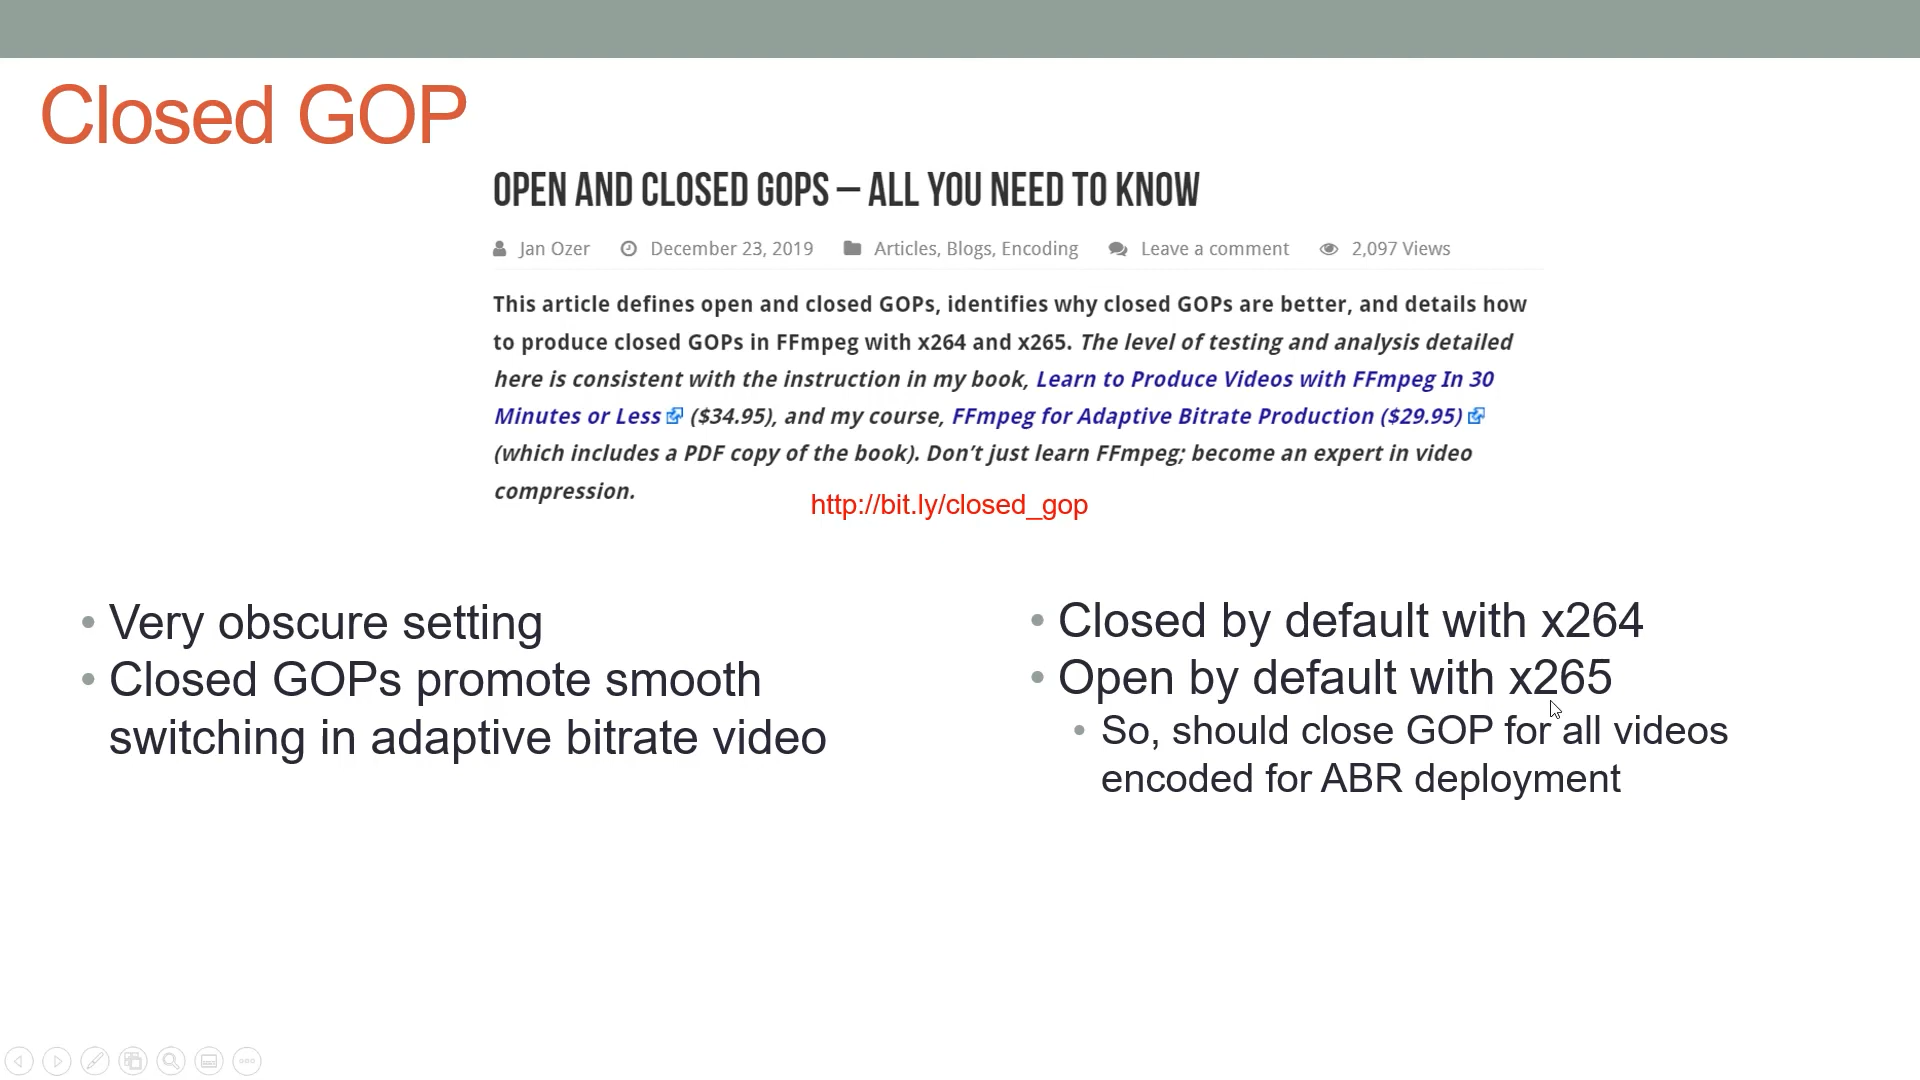 Closed GOP
OPEN AND CLOSED GOPS – ALL YOU NEED TO KNOW
Jan Ozer December 23, 2019 Articles, Blogs, Encoding Leave a comment 2,097 Views
This article defines open and closed GOPs, identifies why closed GOPs are better, and details how
to produce closed GOPs in FFmpeg with x264 and x265. The level of testing and analysis detailed
here is consistent with the instruction in my book, Learn to Produce Videos with FFmpeg In 30
Minutes or Less ($34.95), and my course, FFmpeg for Adaptive Bitrate Production ($29.95)
(which includes a PDF copy of the book). Don’t just learn FFmpeg; become an expert in video
compression.
http://bit.ly/closed_gop
• Very obscure setting
• Closed GOPs promote smooth
switching in adaptive bitrate video
• Closed by default with x264
• Open by default with x265
• So, should close GOP for all videos
encoded for ABR deployment